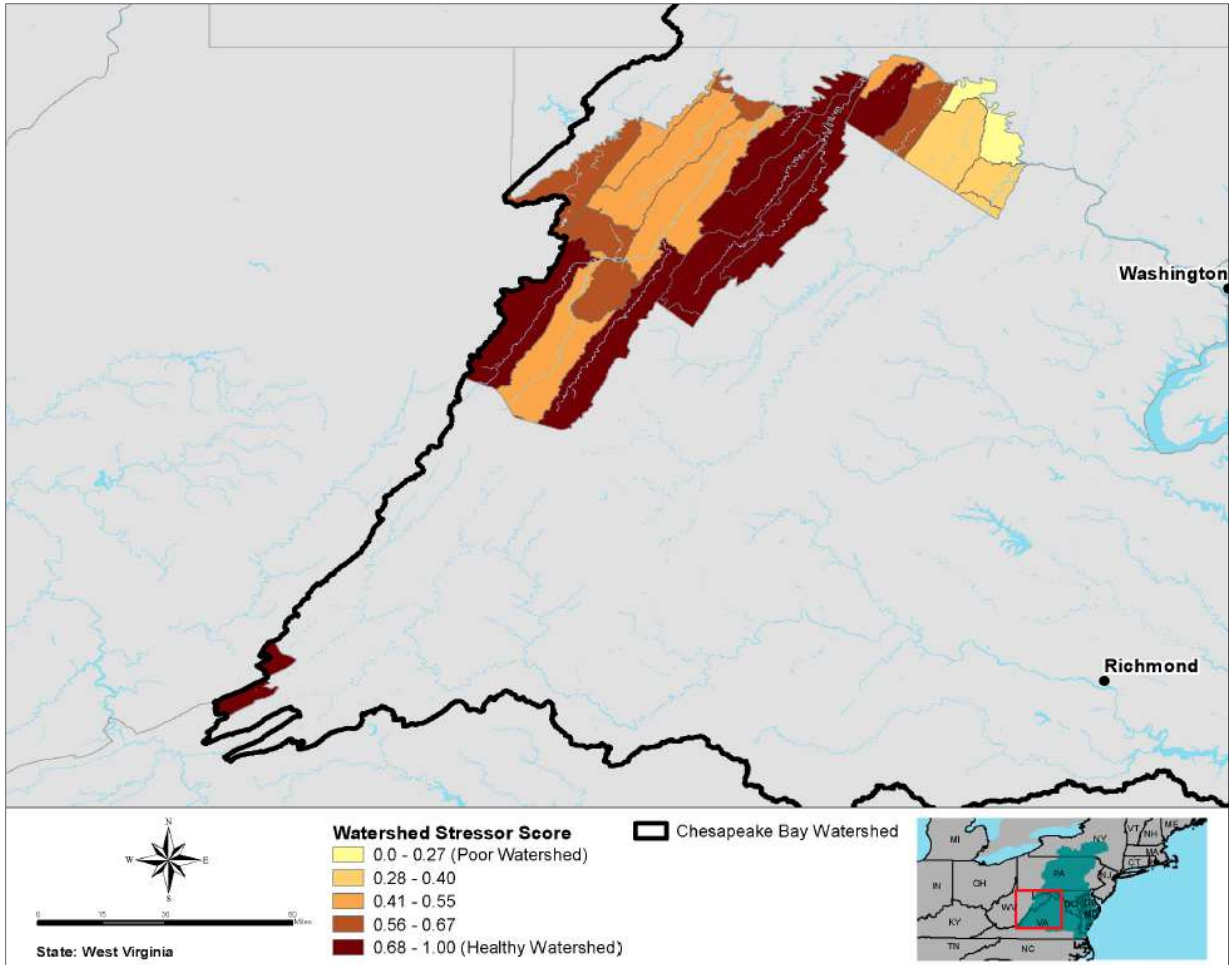 Washington
Richmond
N
W
E
S
Miles
State: West Virginia
Watershed Stressor Score
0.0 - 0.27 (Poor Watershed)
0.28 - 0.40
0.41 - 0.55
0.56 - 0.67
0.68 - 1.00 (Healthy Watershed)
Chesapeake Bay Watershed
MI
NY
VT
NH
ME
MA
CT
PA
NJ
IN
OH
WV
VA
KY
TN
NC